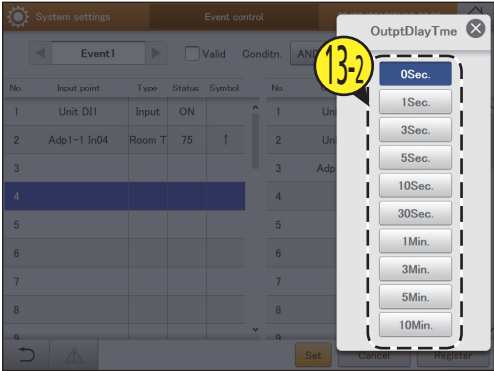 System settings
Event control
OutptDlayTme
Event1
Valid
Conditn.
AND
13-2
No.
Input point
Type
Status
Symbol
No.
1
Unit DI1
Input
ON
1
2
Adp1-1 In04
Room T
75
↑
2
3
3
Adp
4
4
5
5
6
6
7
7
8
8
9
9
0Sec.
1Sec.
3Sec.
5Sec.
10Sec.
30Sec.
1Min.
3Min.
5Min.
10Min.
Set
Cancel
Register